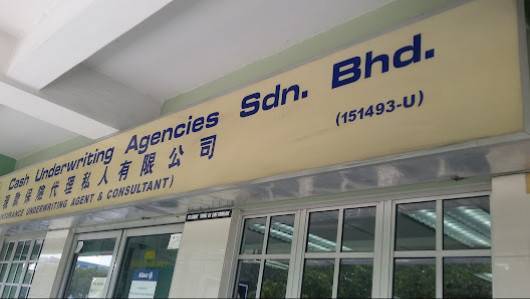 Cash Underwriting Agencies Sdn. Bhd.
保險代理私人有限公司
(151493-U)
INSURANCE UNDERWRITING AGENT & CONSULTANT)